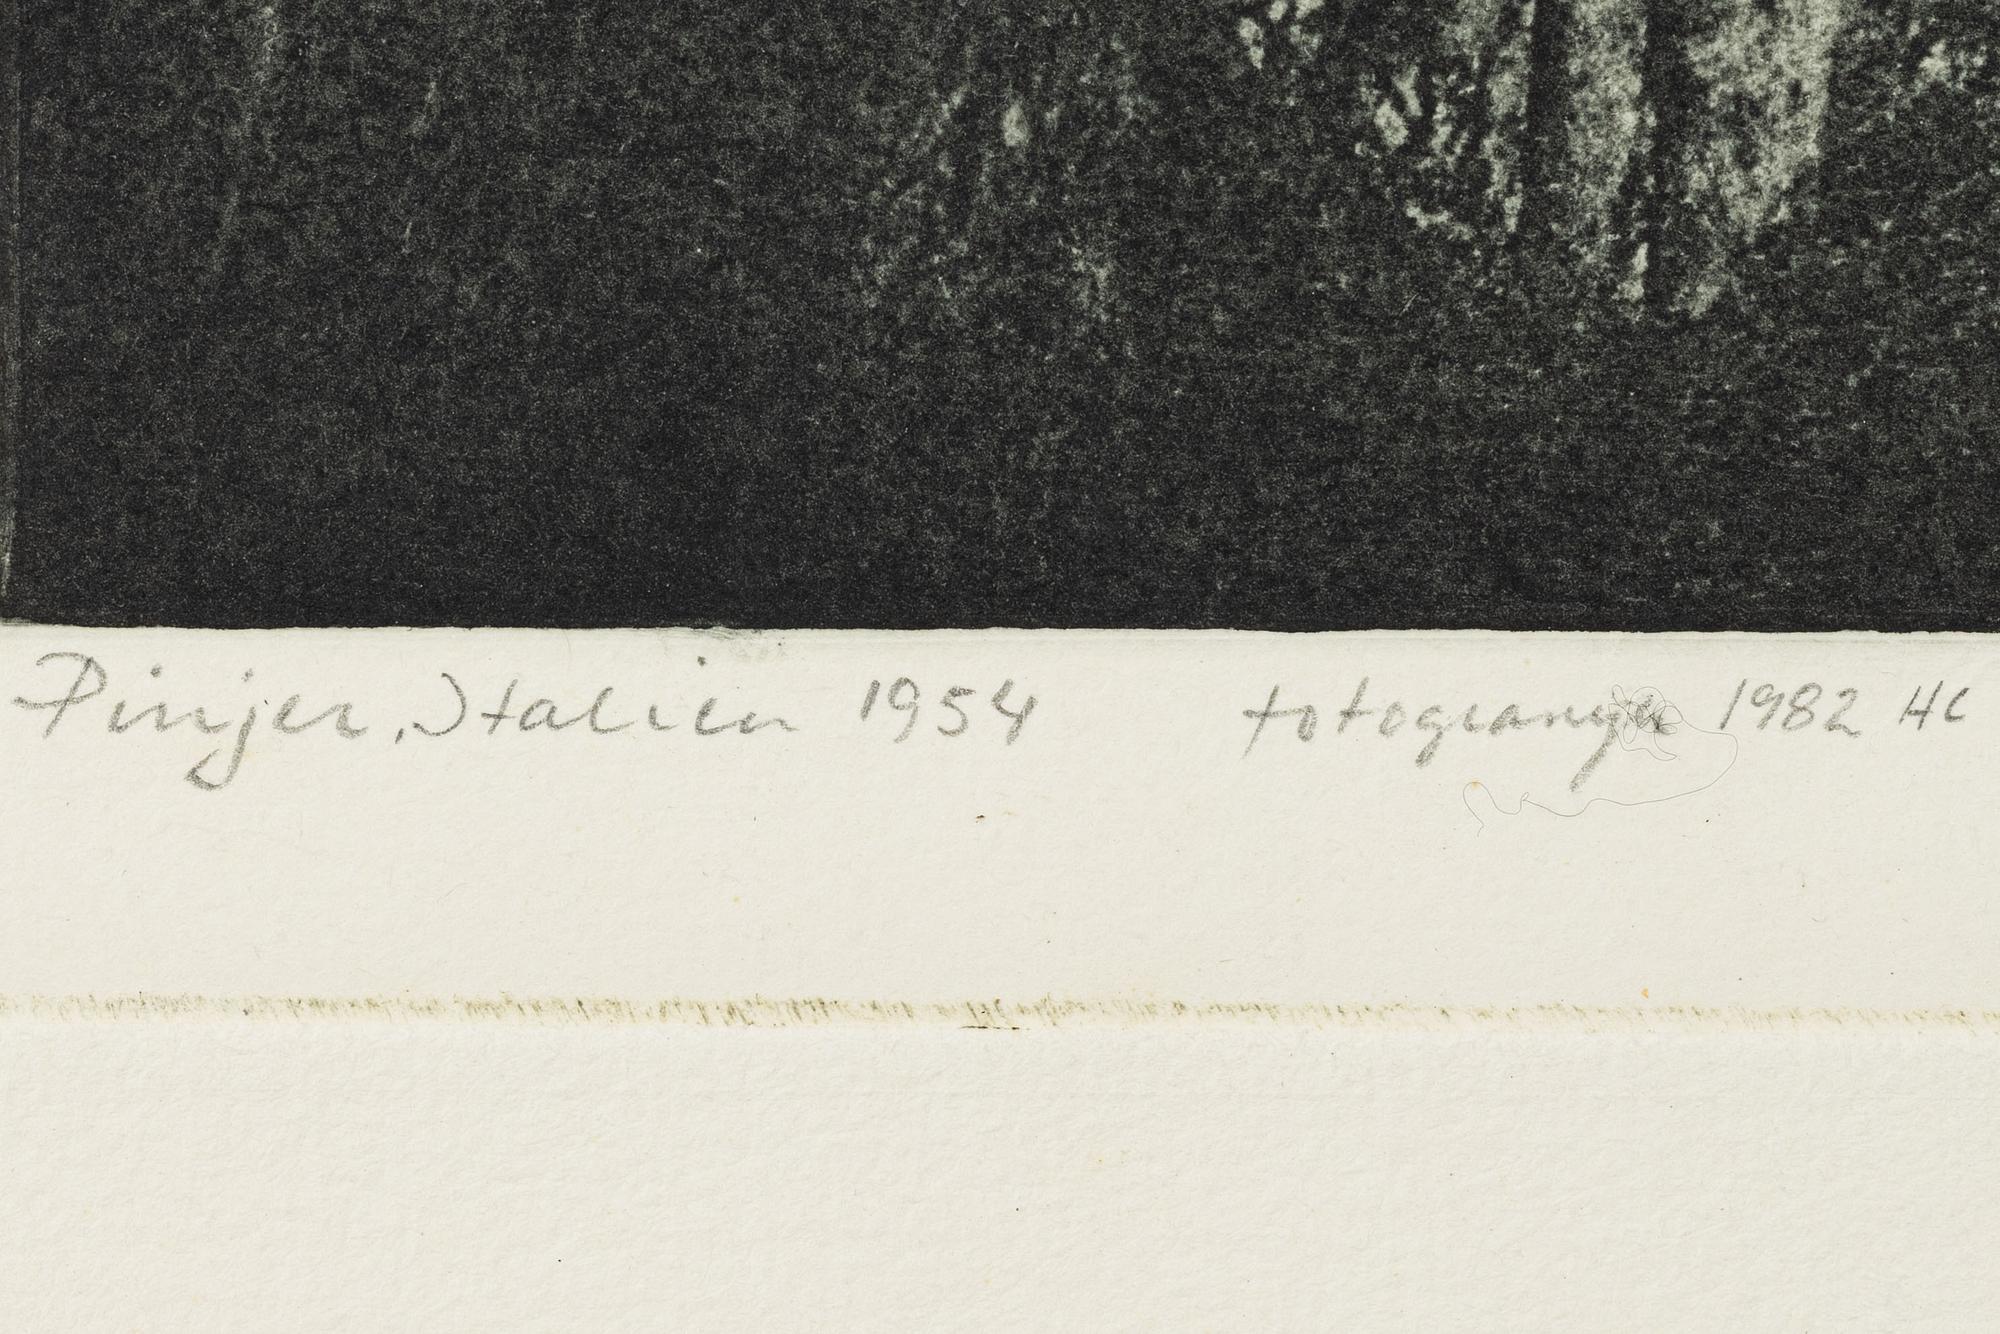 Pinjer, Italien 1954 fotogravyr 1982 HC